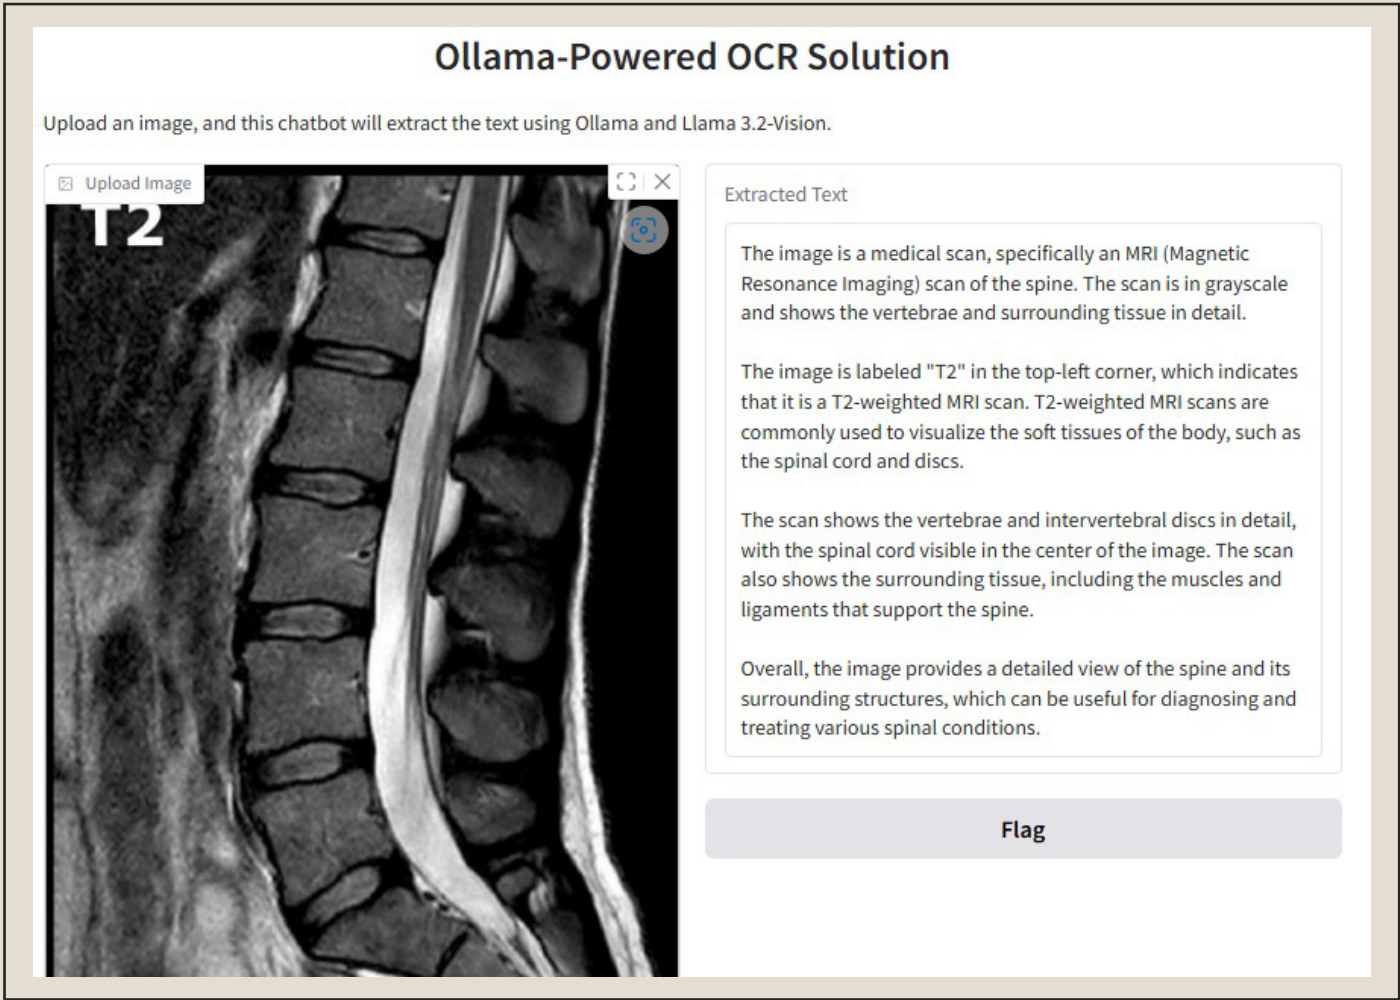 Ollama-Powered OCR Solution
Upload an image, and this chatbot will extract the text using Ollama and Llama 3.2-Vision.
Upload Image
T2
Extracted Text
The image is a medical scan, specifically an MRI (Magnetic
Resonance Imaging) scan of the spine. The scan is in grayscale
and shows the vertebrae and surrounding tissue in detail.
The image is labeled "T2" in the top-left corner, which indicates
that it is a T2-weighted MRI scan. T2-weighted MRI scans are
commonly used to visualize the soft tissues of the body, such as
the spinal cord and discs.
The scan shows the vertebrae and intervertebral discs in detail,
with the spinal cord visible in the center of the image. The scan
also shows the surrounding tissue, including the muscles and
ligaments that support the spine.
Overall, the image provides a detailed view of the spine and its
surrounding structures, which can be useful for diagnosing and
treating various spinal conditions.
Flag